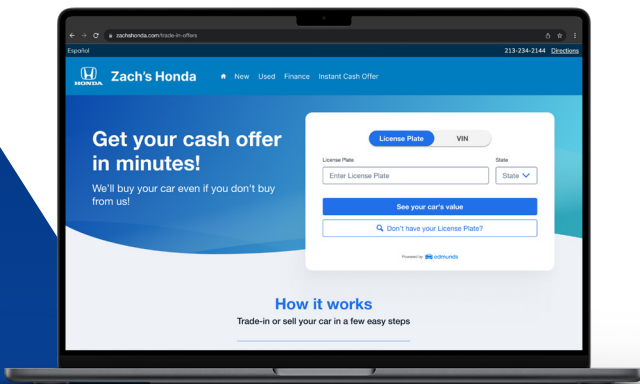 zachshonda.com/trade-in-offers
Español
213-234-2144 Directions
HONDA
Zach's Honda
New Used Finance Instant Cash Offer
Get your cash offer
in minutes!
We'll buy your car even if you don't buy
from us!
License Plate VIN
License Plate State
Enter License Plate State
See your car's value
Don't have your License Plate?
Powered by edmunds
How it works
Trade-in or sell your car in a few easy steps